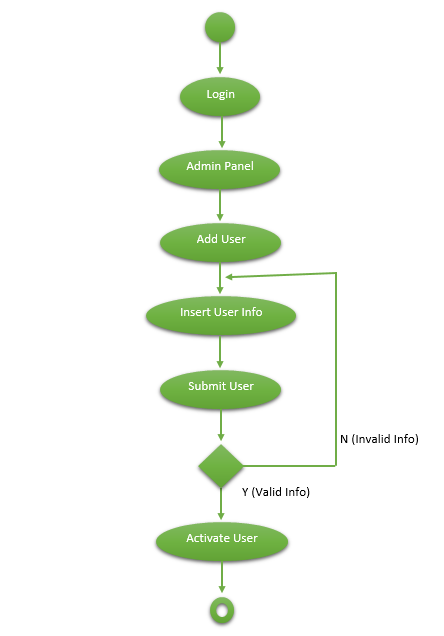 Login
Admin Panel
Add User
Insert User Info
Submit User
N (Invalid Info)
Y (Valid Info)
Activate User